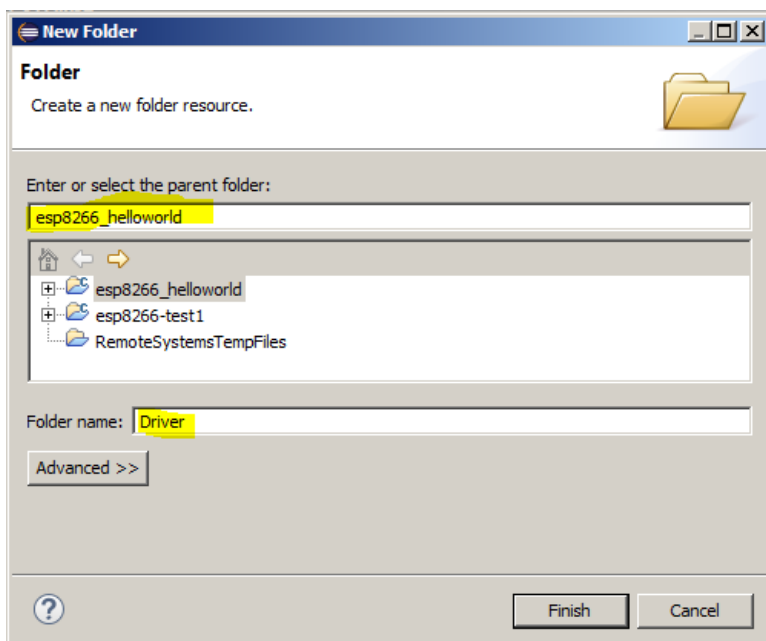 New Folder
Folder
Create a new folder resource.
Enter or select the parent folder:
esp8266_helloworld
esp8266_helloworld
esp8266-test1
RemoteSystemsTempFiles
Folder name: Driver
Advanced >>
Finish Cancel